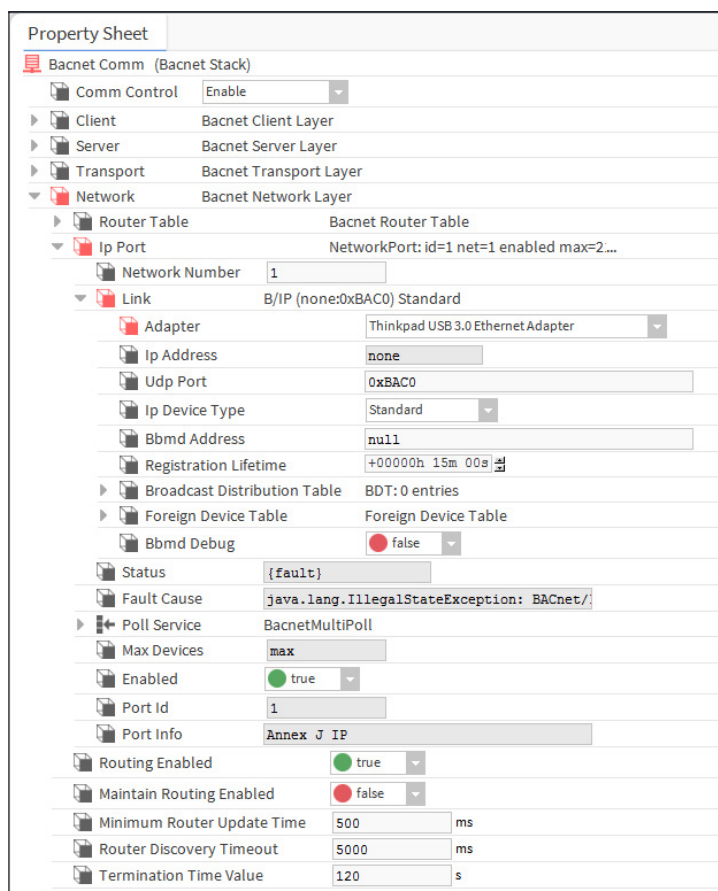 Property Sheet
Bacnet Comm (Bacnet Stack)
Comm Control Enable
Client Bacnet Client Layer
Server Bacnet Server Layer
Transport Bacnet Transport Layer
Network Bacnet Network Layer
Router Table Bacnet Router Table
Ip Port NetworkPort: id=1 net=1 enabled max=2:...
Network Number 1
Link B/IP (none:0xBAC0) Standard
Adapter Thinkpad USB 3.0 Ethernet Adapter
Ip Address none
Udp Port 0xBAC0
Ip Device Type Standard
Bbmd Address null
Registration Lifetime +00000h 15m 00s
Broadcast Distribution Table BDT: 0 entries
Foreign Device Table Foreign Device Table
Bbmd Debug false
Status {fault}
Fault Cause java.lang.IllegalStateException: BACnet/
Poll Service BacnetMultiPoll
Max Devices max
Enabled true
Port Id 1
Port Info Annex J IP
Routing Enabled true
Maintain Routing Enabled false
Minimum Router Update Time 500 ms
Router Discovery Timeout 5000 ms
Termination Time Value 120 s